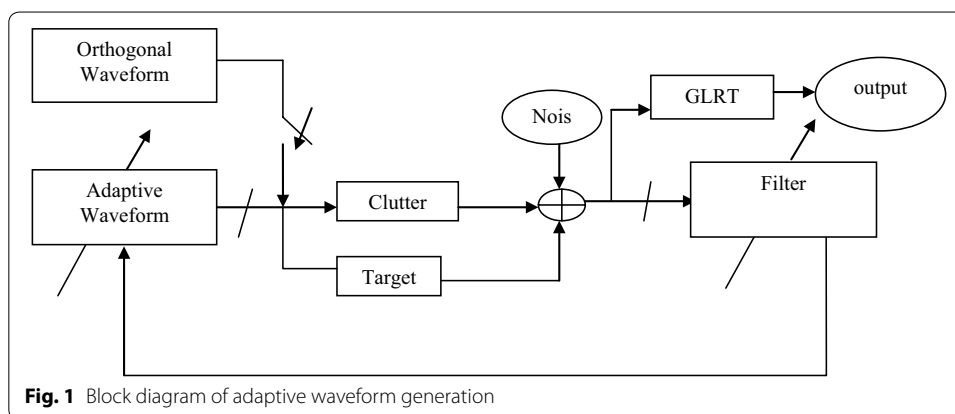 Orthogonal
Waveform
Adaptive
Waveform
Clutter
Target
Nois
GLRT
output
Filter
Fig. 1 Block diagram of adaptive waveform generation